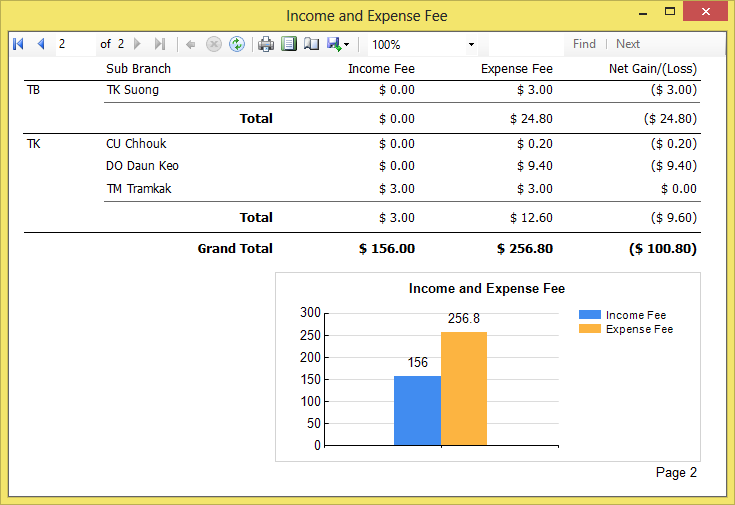 Income and Expense Fee
2 of 2 100% Find | Next
Sub Branch Income Fee Expense Fee Net Gain/(Loss)
TB TK Suong $ 0.00 $ 3.00 ($ 3.00)
Total $ 0.00 $ 24.80 ($ 24.80)
TK CU Chhouk $ 0.00 $ 0.20 ($ 0.20)
DO Daun Keo $ 0.00 $ 9.40 ($ 9.40)
TM Tramkak $ 3.00 $ 3.00 $ 0.00
Total $ 3.00 $ 12.60 ($ 9.60)
Grand Total $ 156.00 $ 256.80 ($ 100.80)
Income and Expense Fee
300
250
200
150
100
50
0
156
256.8
Income Fee
Expense Fee
Page 2